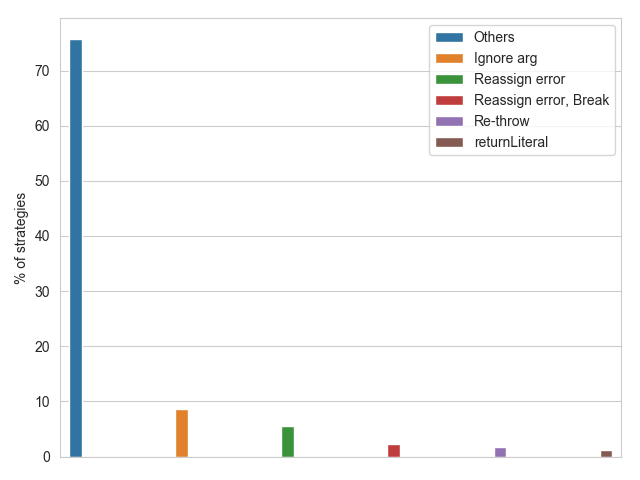 Others
Ignore arg
Reassign error
Reassign error, Break
Re-throw
returnLiteral
% of strategies
70
60
50
40
30
20
10
0